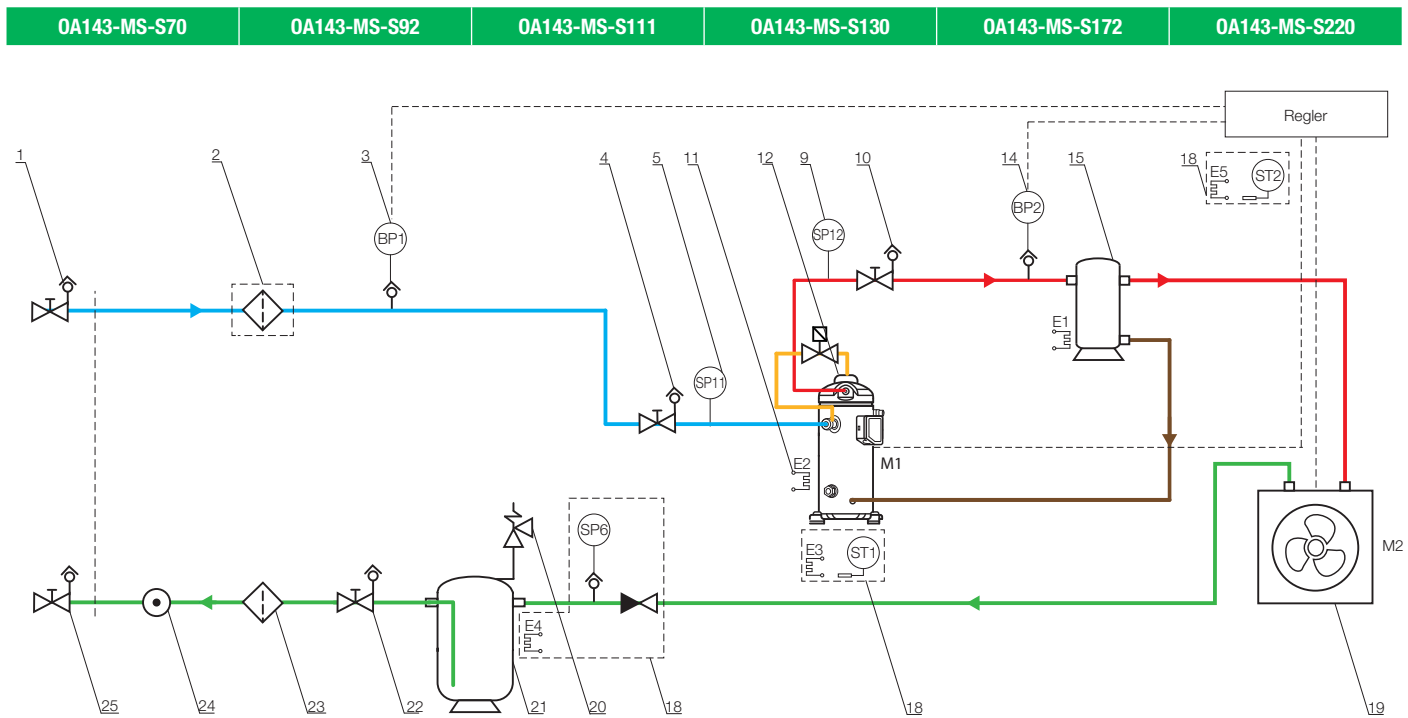 OA143-MS-S70 OA143-MS-S92 OA143-MS-S111 OA143-MS-S130 OA143-MS-S172 OA143-MS-S220
Regler
1 2 3 4 5 11 12 9 10 14 15 18
E5 ST2
BP1 SP12 BP2
E1
SP11
M1
E2
SP6
E3 ST1
M2
E4
25 24 23 22 21 20 18 18 19